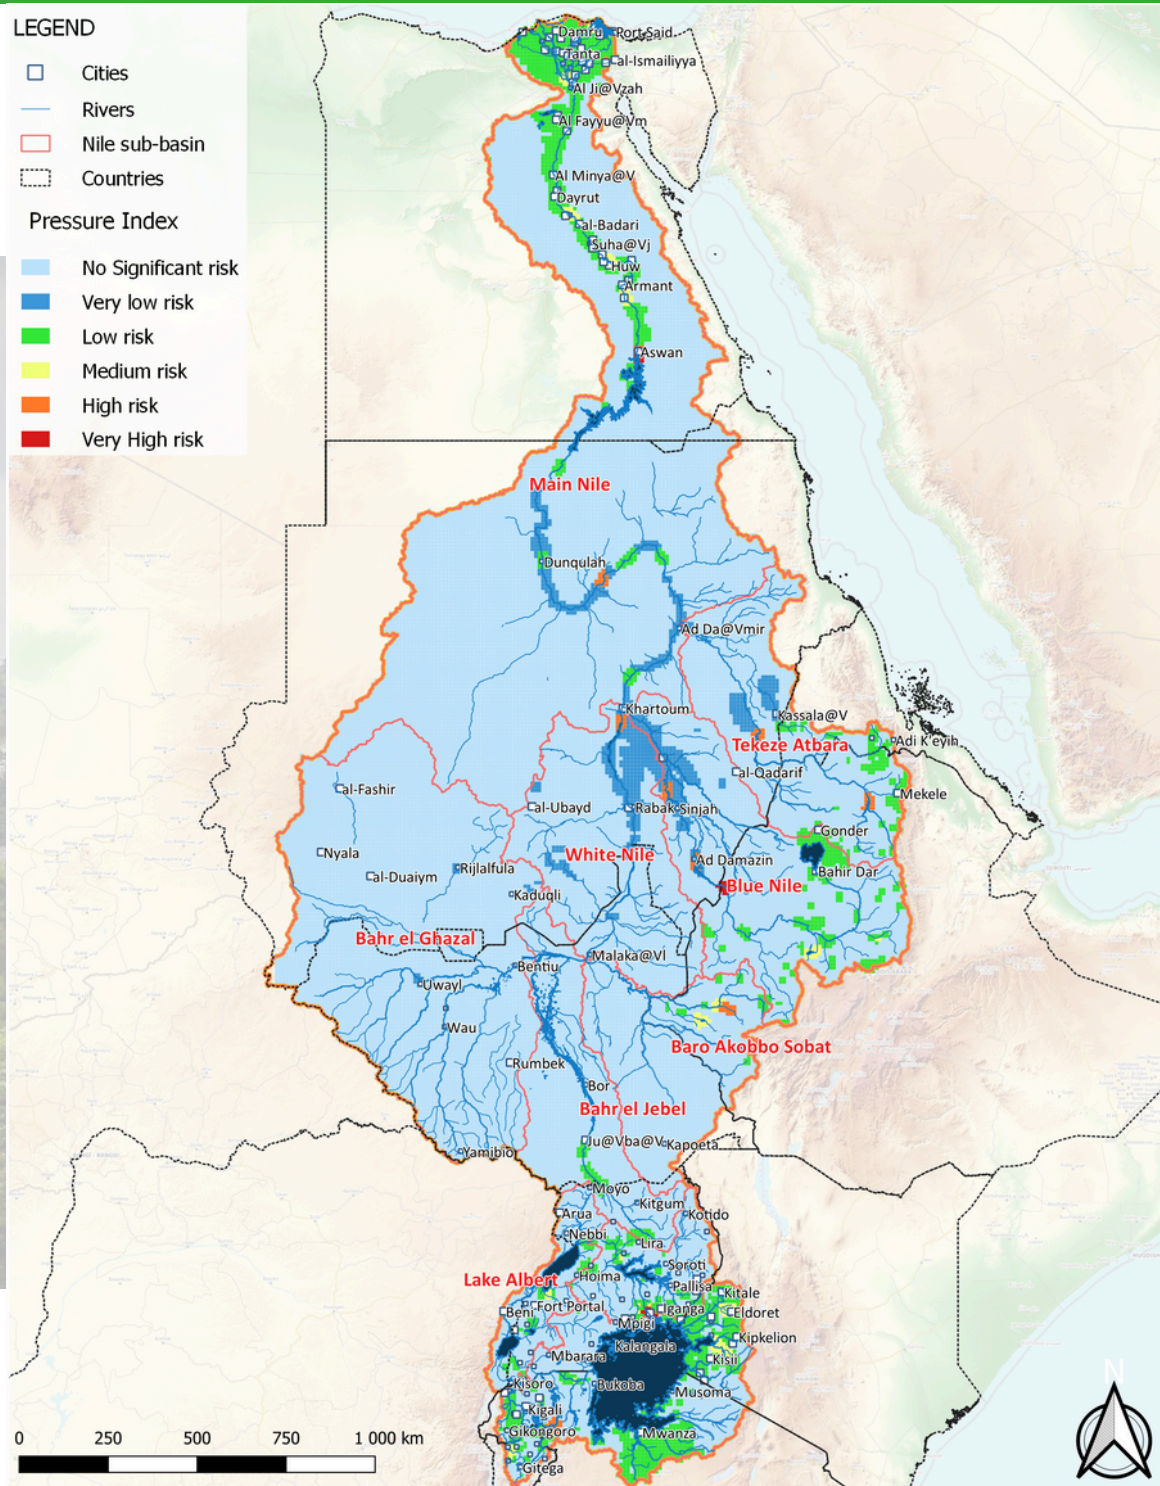 LEGEND
Cities
Rivers
Nile sub-basin
Countries
Pressure Index
No Significant risk
Very low risk
Low risk
Medium risk
High risk
Very High risk
Damru
Port-Said
Tanta
al-Ismailiyya
Al Ji@Vzah
Al Fayyu@Vm
Al Minya@V
Dayrut
al-Badari
Suha@Vj
Huw
Armant
Aswan
Main Nile
Dunqulah
Ad Da@Vmir
Khartoum
Kassala@V
Tekeze Atbara
Adi K'eyih
al-Qadarif
al-Fashir
Mekele
al-Ubayd
Rabak
Sinjah
Gonder
Nyala
White Nile
Ad Damazin
al-Duaiym
Rijlalfula
Bahir Dar
Blue Nile
Kaduqli
Bahr el Ghazal
Malaka@Vl
Bentiu
Uwayl
Wau
Baro Akobbo Sobat
Rumbek
Bor
Bahr el Jebel
Ju@Vba@V
Kapoeta
Yamibio
Moyo
Kitgum
Arua
Kotido
Nebbi
Lira
Soroti
Lake Albert
Hoima
Pallisa
Kitale
Beni
Fort Portal
Iganga
Eldoret
Mpigi
Kipkelion
Kalangala
Mbarara
Kisii
Kisoro
Bukoba
Musoma
Kigali
Gikongoro
Mwanza
Gitega
0 250 500 750 1 000 km
N